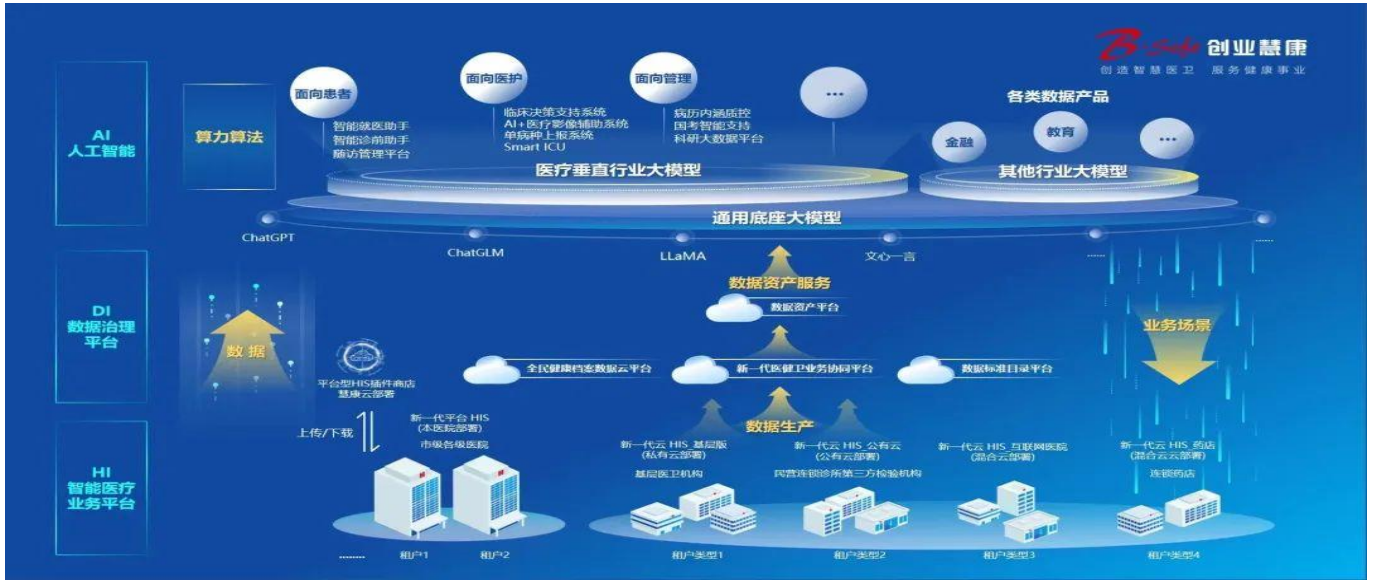 B-Soft 创业慧康
创造智慧医卫 服务健康事业
AI
人工智能
算力算法
面向患者
智能就医助手
智能诊前助手
随访管理平台
面向医护
临床决策支持系统
AI+医疗影像辅助系统
单病种上报系统
Smart ICU
面向管理
病历内涵质控
国考智能支持
科研大数据平台
...
各类数据产品
金融
教育
...
医疗垂直行业大模型
其他行业大模型
通用底座大模型
ChatGPT
ChatGLM
LLaMA
文心一言
......
......
DI
数据治理
平台
数据
数据资产服务
数据资产平台
业务场景
平台型HIS插件商店
慧康云部署
全民健康档案数据云平台
新一代医健卫业务协同平台
数据标准目录平台
上传/下载
数据生产
HI
智能医疗
业务平台
新一代平台 HIS
(本医院部署)
市级各级医院
新一代云 HIS_基层版
(私有云部署)
基层医卫机构
新一代云 HIS_公有云
(公有云部署)
民营连锁诊所第三方检验机构
新一代云 HIS_互联网医院
(混合云部署)
新一代云 HIS_药店
(混合云云部署)
连锁药店
........
租户1
租户2
租户类型1
租户类型2
租户类型3
租户类型4